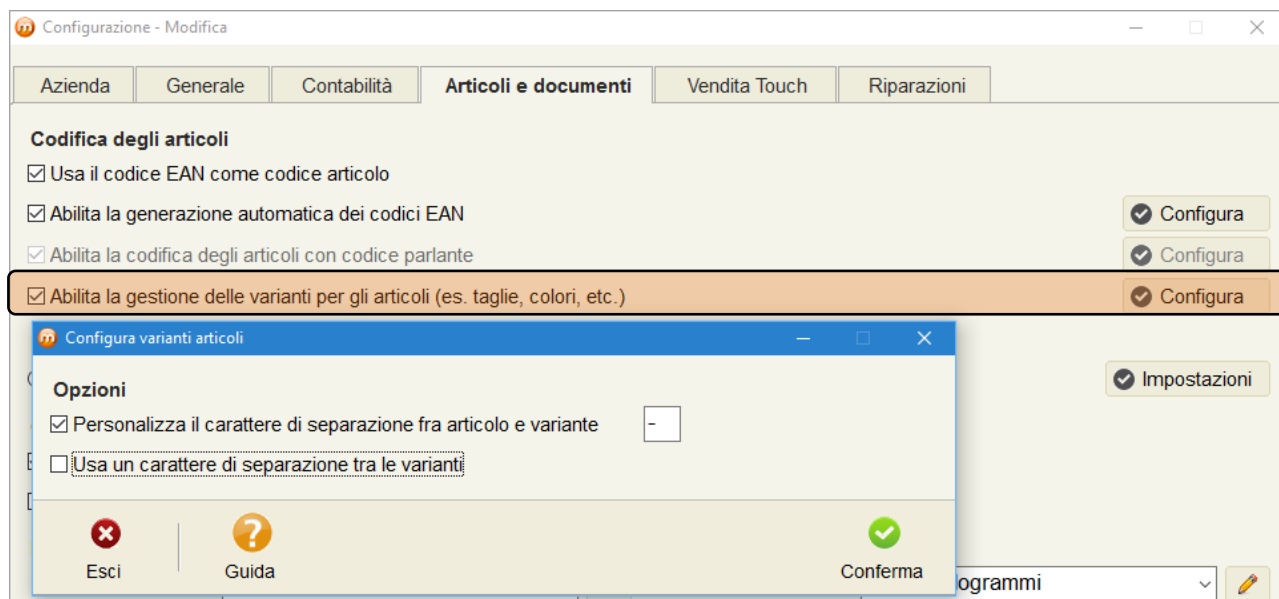 Configurazione - Modifica
Azienda Generale Contabilità Articoli e documenti Vendita Touch Riparazioni
Codifica degli articoli
Usa il codice EAN come codice articolo
Abilita la generazione automatica dei codici EAN Configura
Abilita la codifica degli articoli con codice parlante Configura
Abilita la gestione delle varianti per gli articoli (es. taglie, colori, etc.) Configura
Configura varianti articoli
Impostazioni
Opzioni
Personalizza il carattere di separazione fra articolo e variante -
Usa un carattere di separazione tra le varianti
Esci Guida Conferma